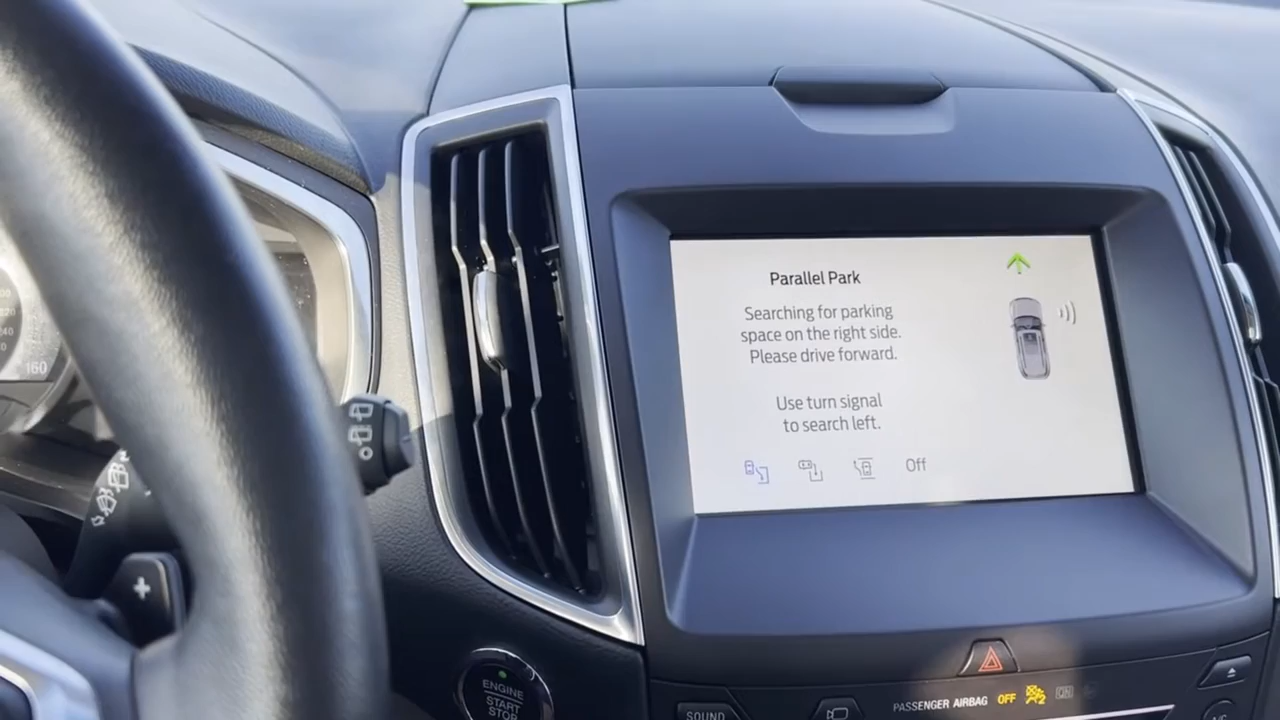 Parallel Park
Searching for parking
space on the right side.
Please drive forward.
Use turn signal
to search left.
Off
160
+
ENGINE
START
STOP
SOUND
PASSENGER AIRBAG OFF 2